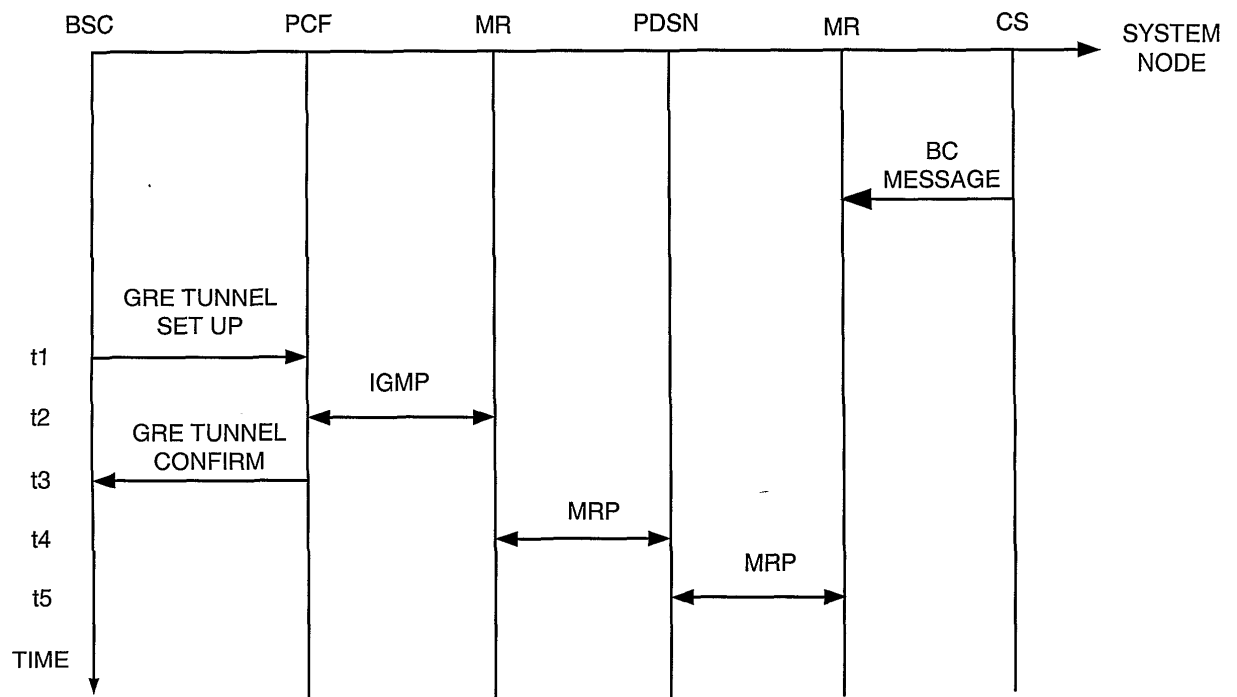 BSC PCF MR PDSN MR CS
SYSTEM
NODE
BC
MESSAGE
GRE TUNNEL
SET UP
t1
IGMP
t2
GRE TUNNEL
CONFIRM
t3
MRP
t4
MRP
t5
TIME